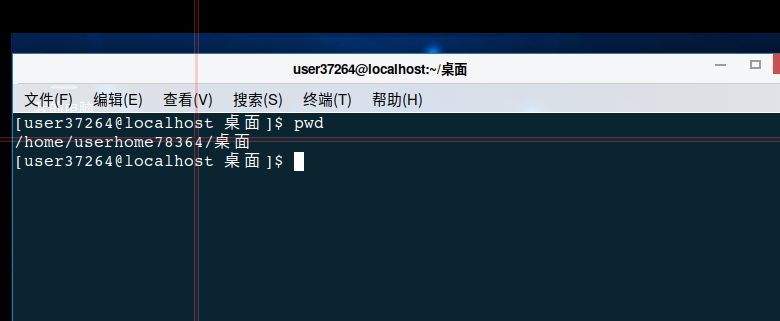 user37264@localhost:~/桌面
文件(F) 编辑(E) 查看(V) 搜索(S) 终端(T) 帮助(H)
[user37264@localhost 桌面]$ pwd
/home/userhome78364/桌面
[user37264@localhost 桌面]$